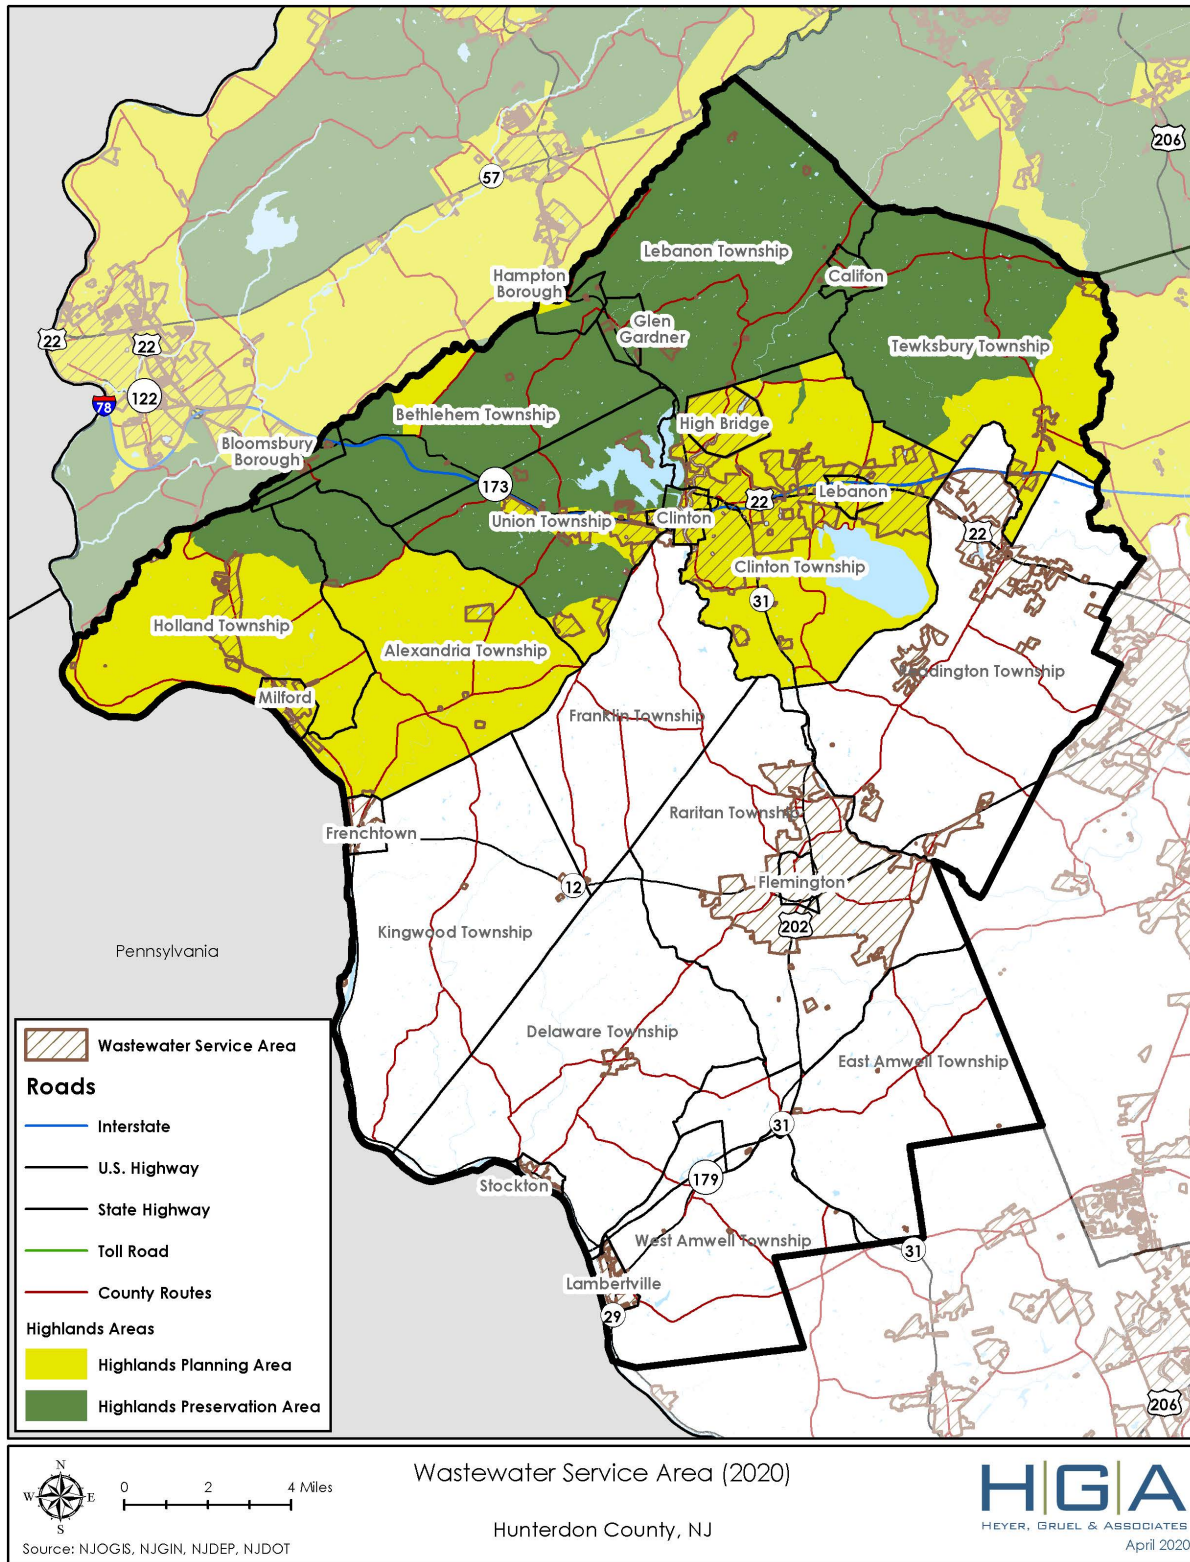 206
57
Lebanon Township
Hampton
Borough
Califon
Glen
Gardner
22
22
Tewksbury Township
78
122
Bethlehem Township
High Bridge
Bloomsbury
Borough
173
22
Lebanon
Union Township
Clinton
22
Clinton Township
31
Holland Township
Alexandria Township
Readington Township
Milford
Franklin Township
Raritan Township
Frenchtown
12
Flemington
202
Kingwood Township
Pennsylvania
Delaware Township
East Amwell Township
31
Stockton
179
West Amwell Township
31
Lambertville
29
206
Wastewater Service Area
Roads
Interstate
U.S. Highway
State Highway
Toll Road
County Routes
Highlands Areas
Highlands Planning Area
Highlands Preservation Area
N
W
E
S
0 2 4 Miles
Source: NJOGIS, NJGIN, NJDEP, NJDOT
Wastewater Service Area (2020)
Hunterdon County, NJ
H|G|A
HEYER, GRUEL & ASSOCIATES
April 2020